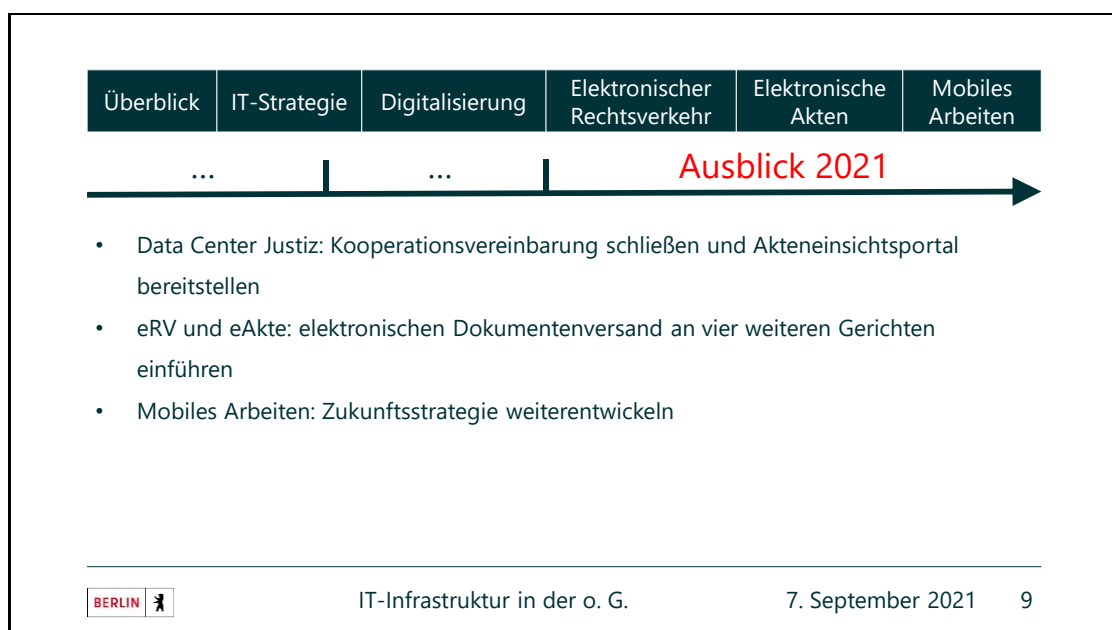 Überblick
IT-Strategie
Digitalisierung
Elektronischer
Rechtsverkehr
Elektronische
Akten
Mobiles
Arbeiten
... ... Ausblick 2021
• Data Center Justiz: Kooperationsvereinbarung schließen und Akteneinsichtsportal
bereitstellen
• eRV und eAkte: elektronischen Dokumentenversand an vier weiteren Gerichten
einführen
• Mobiles Arbeiten: Zukunftsstrategie weiterentwickeln
BERLIN IT-Infrastruktur in der o. G. 7. September 2021 9